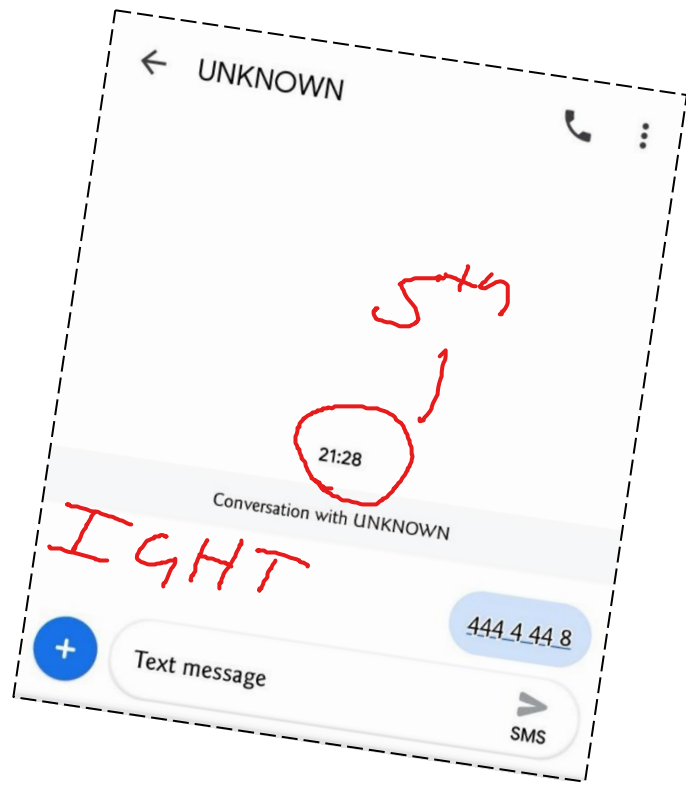 UNKNOWN
21:28
Conversation with UNKNOWN
IGHT
444 4 44 8
Text message
SMS